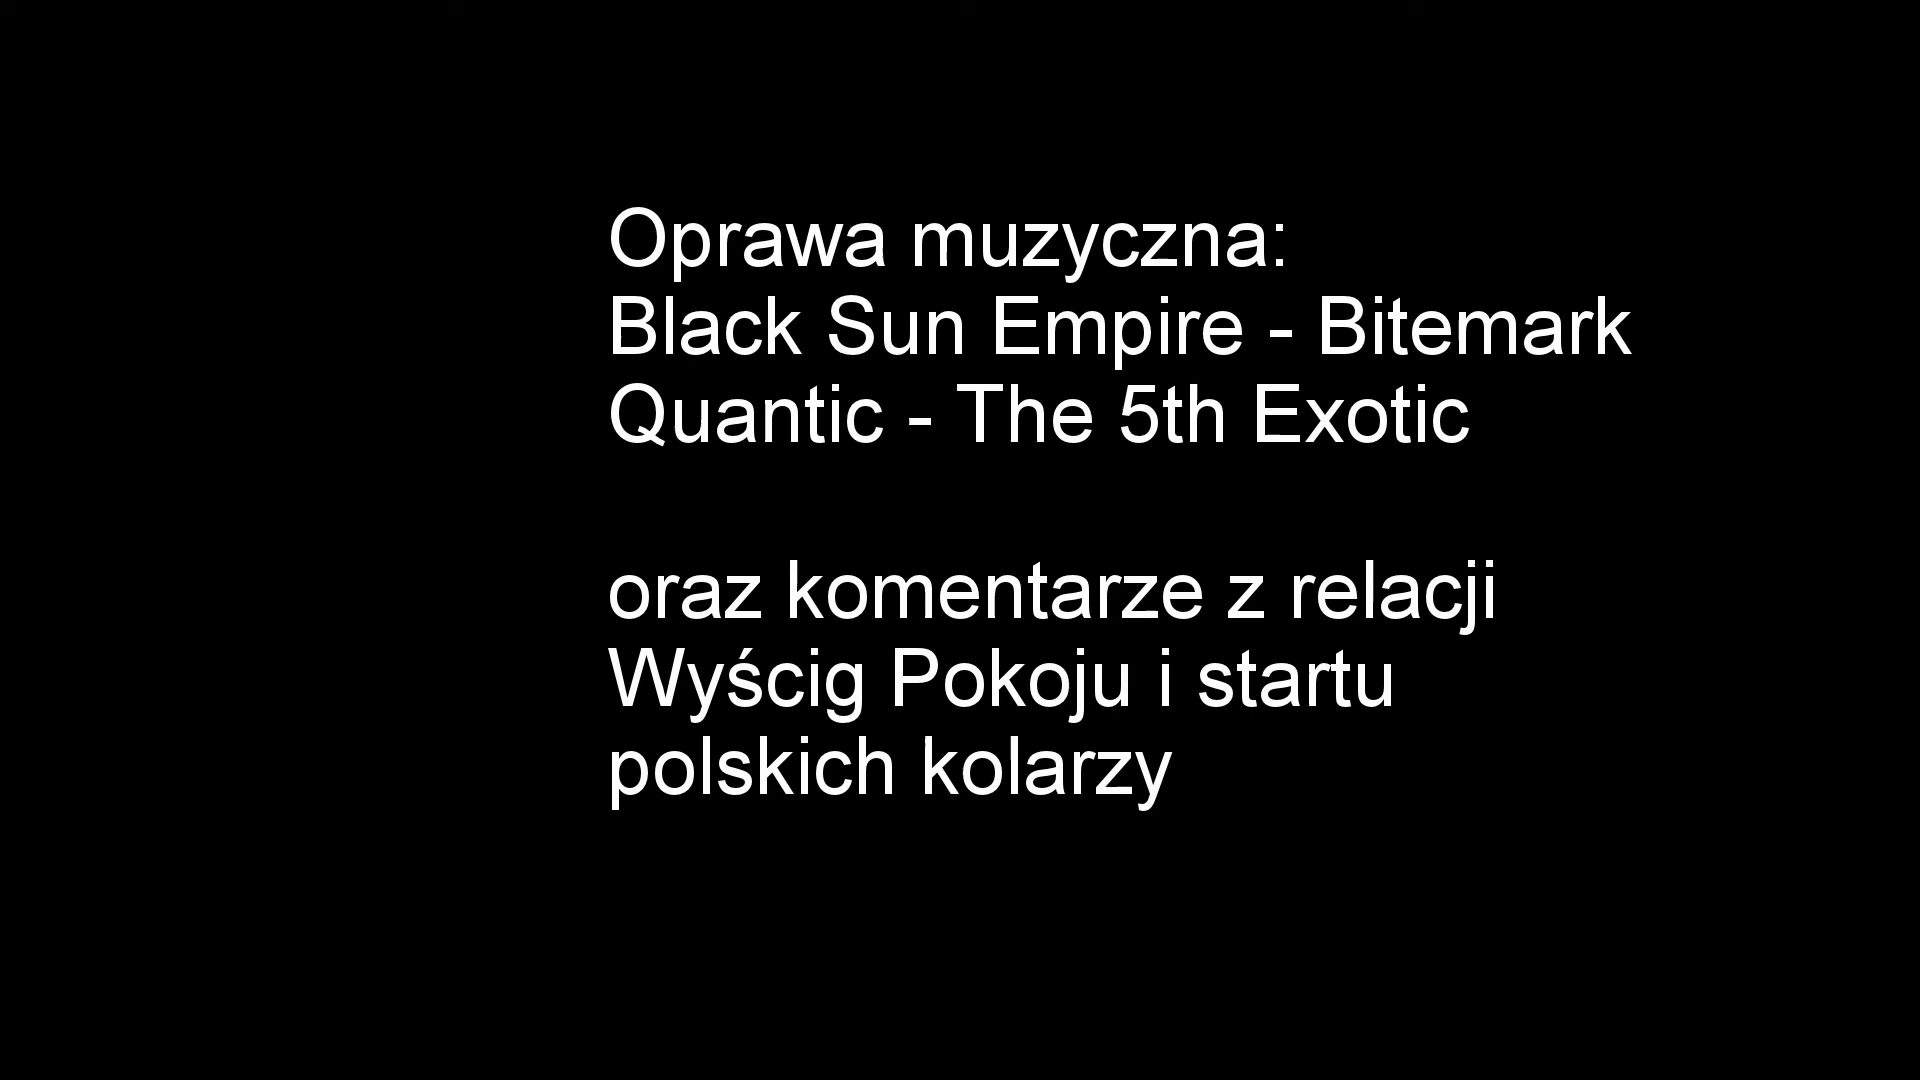 Oprawa muzyczna:
Black Sun Empire - Bitemark
Quantic - The 5th Exotic
oraz komentarze z relacji
Wyścig Pokoju i startu
polskich kolarzy